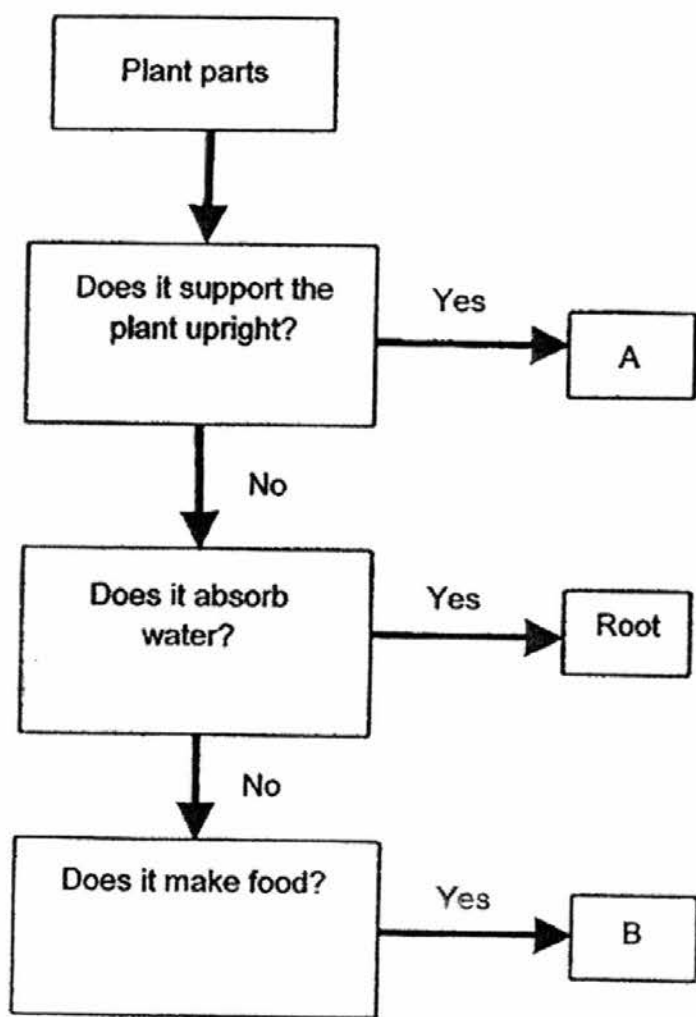 Plant parts
Does it support the
plant upright?
Yes
A
No
Does it absorb
water?
Yes
Root
No
Does it make food?
Yes
B